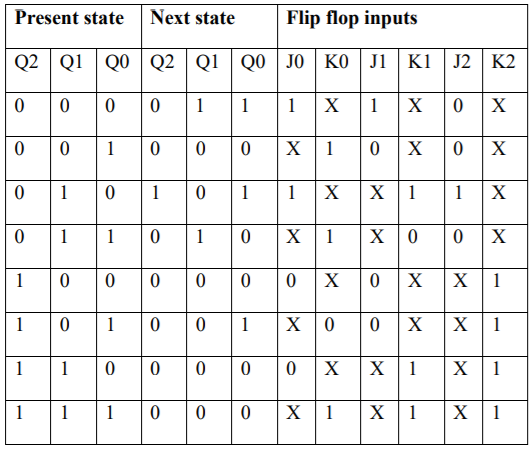 Present state Next state Flip flop inputs
Q2 Q1 Q0 Q2 Q1 Q0 J0 K0 J1 K1 J2 K2
0 0 0 0 1 1 1 X 1 X 0 X
0 0 1 0 0 0 X 1 0 X 0 X
0 1 0 1 0 1 1 X X 1 1 X
0 1 1 0 1 0 X 1 X 0 0 X
1 0 0 0 0 0 0 X 0 X X 1
1 0 1 0 0 1 X 0 0 X X 1
1 1 0 0 0 0 0 X X 1 X 1
1 1 1 0 0 0 X 1 X 1 X 1